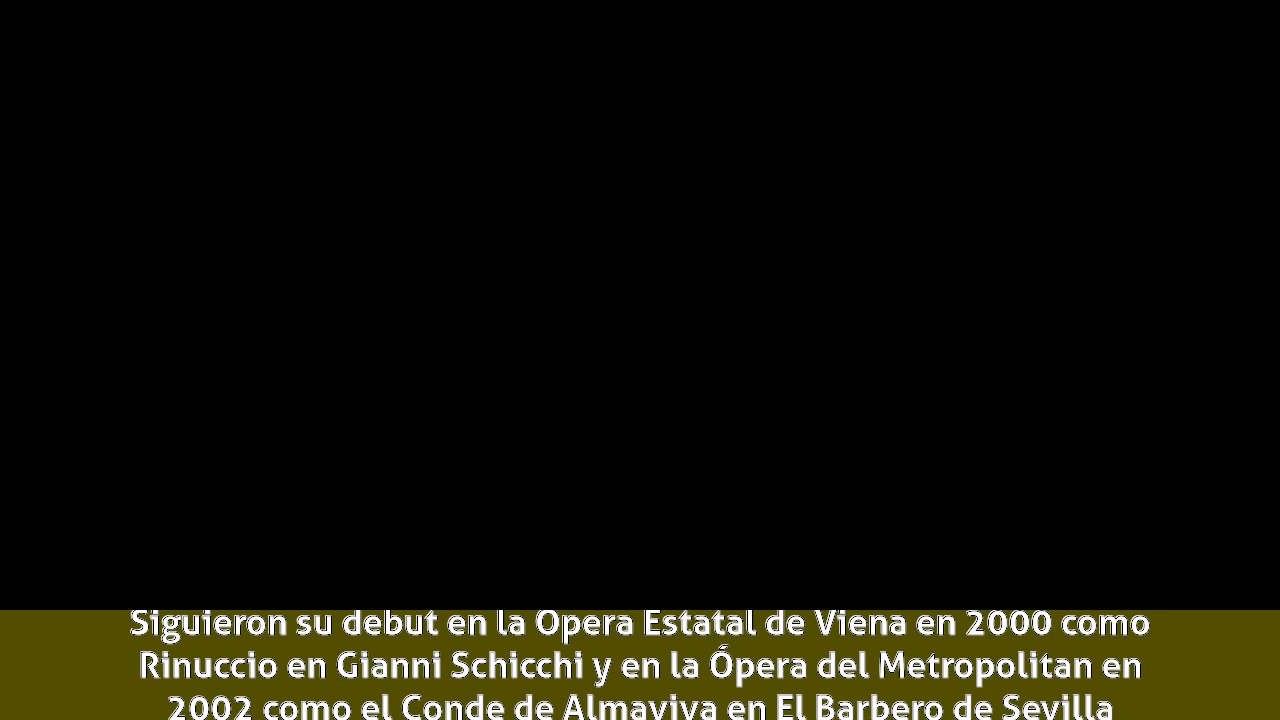 Siguieron su debut en la Ópera Estatal de Viena en 2000 como
Rinuccio en Gianni Schicchi y en la Ópera del Metropolitan en
2002 como el Conde de Almaviva en El Barbero de Sevilla